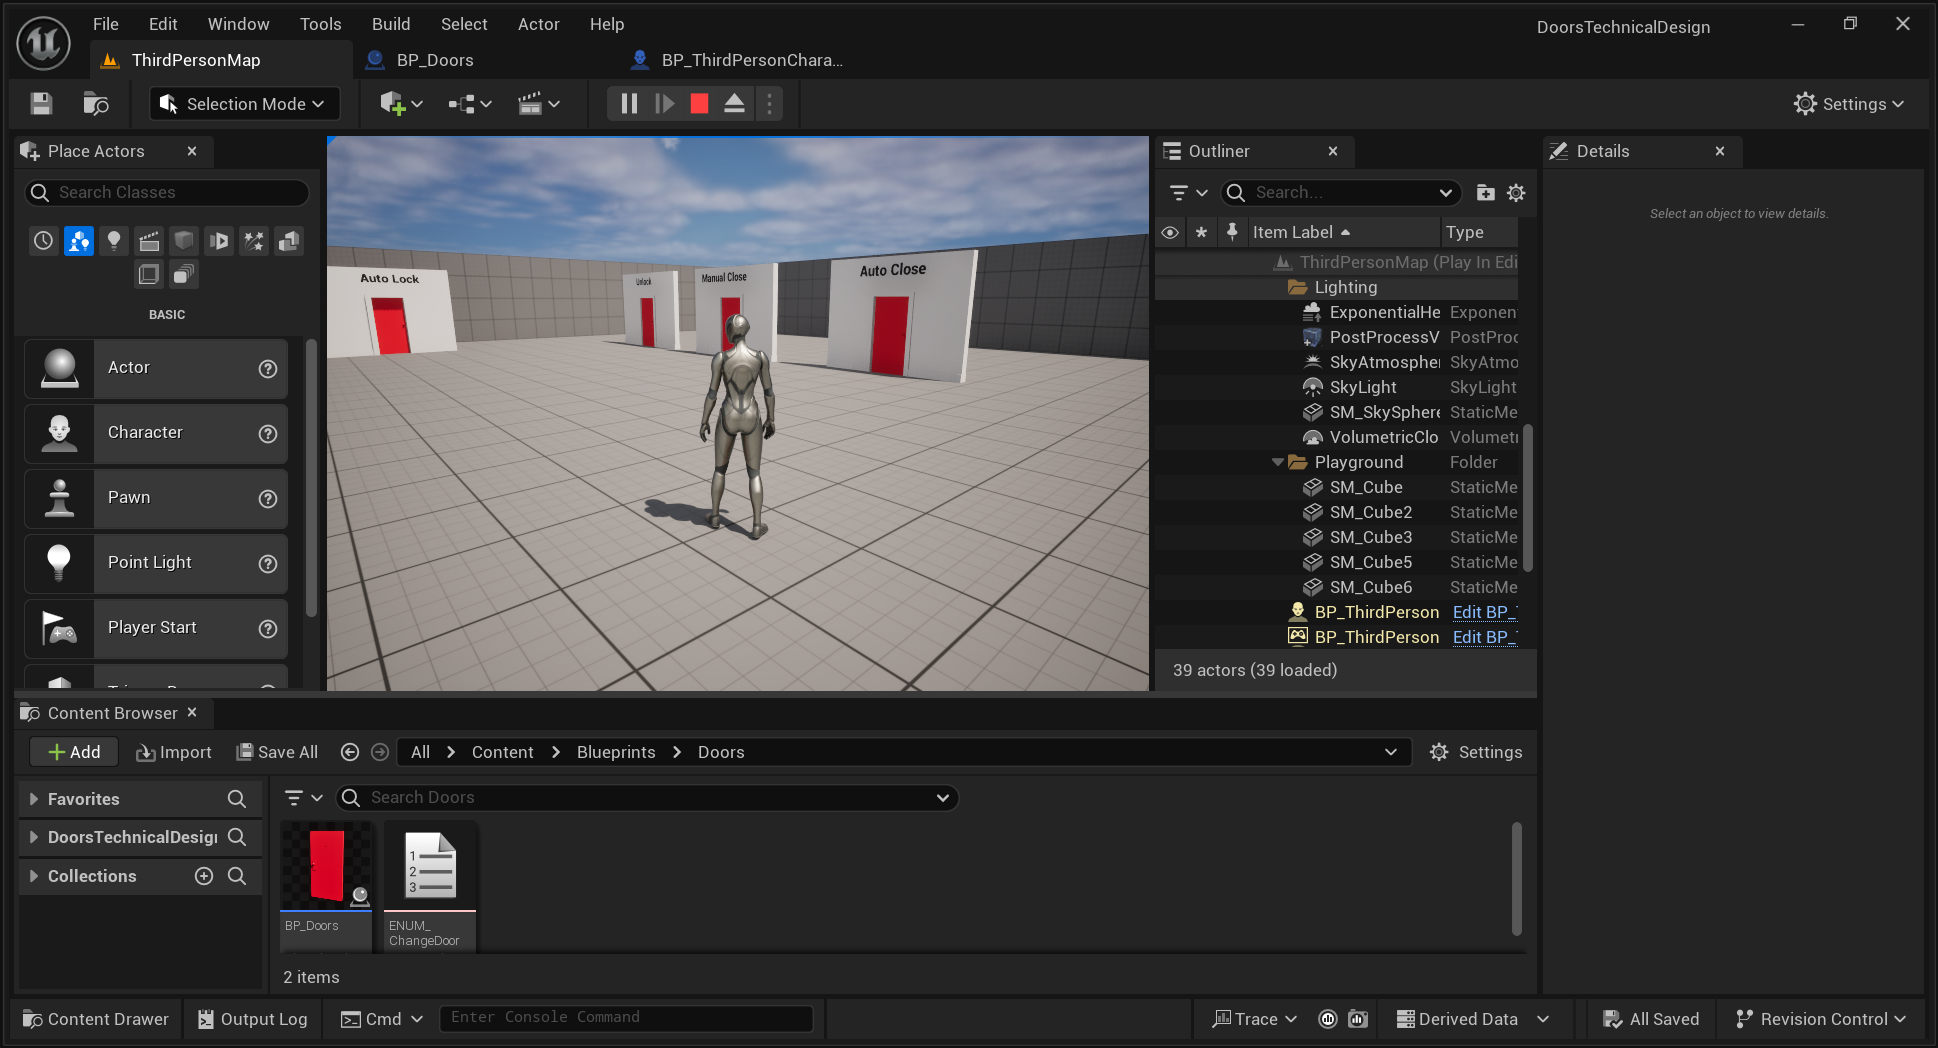 File Edit Window Tools Build Select Actor Help
DoorsTechnicalDesign
ThirdPersonMap
BP_Doors
BP_ThirdPersonChara...
Selection Mode
Settings
Place Actors
Search Classes
BASIC
Actor
Character
Pawn
Point Light
Player Start
Auto Lock
Unlock
Manual Close
Auto Close
Outliner
Search...
Item Label Type
ThirdPersonMap (Play In Edi
Lighting
ExponentialHe Exponen
PostProcessV PostProc
SkyAtmosphe SkyAtmo
SkyLight SkyLight
SM_SkySphere StaticMe
VolumetricClo Volumet
Playground Folder
SM_Cube StaticMe
SM_Cube2 StaticMe
SM_Cube3 StaticMe
SM_Cube5 StaticMe
SM_Cube6 StaticMe
BP_ThirdPerson Edit BP_
BP_ThirdPerson Edit BP_
39 actors (39 loaded)
Details
Select an object to view details.
Content Browser
Add Import Save All All Content Blueprints Doors Settings
Favorites
DoorsTechnicalDesign
Collections
Search Doors
1
2
3
BP_Doors
ENUM_
ChangeDoor
2 items
Content Drawer Output Log Cmd Enter Console Command Trace Derived Data All Saved Revision Control